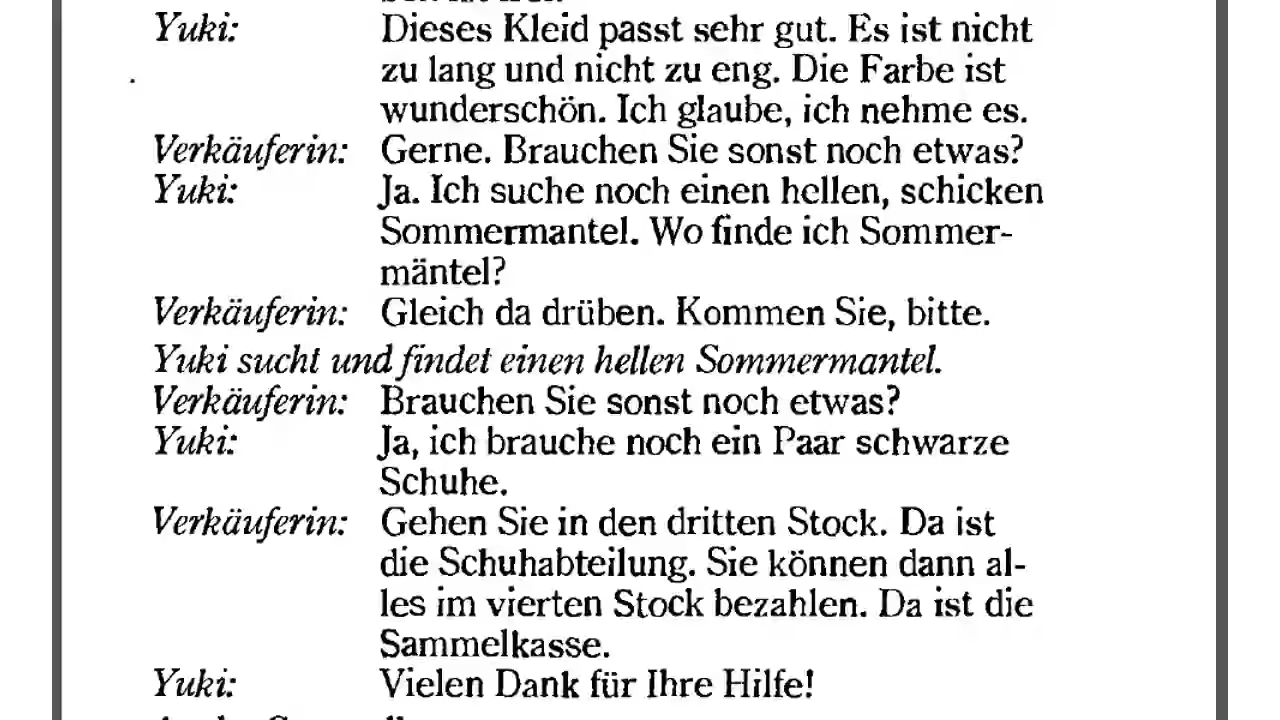 Yuki: Dieses Kleid passt sehr gut. Es ist nicht
zu lang und nicht zu eng. Die Farbe ist
wunderschön. Ich glaube, ich nehme es.
Verkäuferin: Gerne. Brauchen Sie sonst noch etwas?
Yuki: Ja. Ich suche noch einen hellen, schicken
Sommermantel. Wo finde ich Sommer-
mäntel?
Verkäuferin: Gleich da drüben. Kommen Sie, bitte.
Yuki sucht und findet einen hellen Sommermantel.
Verkäuferin: Brauchen Sie sonst noch etwas?
Yuki: Ja, ich brauche noch ein Paar schwarze
Schuhe.
Verkäuferin: Gehen Sie in den dritten Stock. Da ist
die Schuhabteilung. Sie können dann al-
les im vierten Stock bezahlen. Da ist die
Sammelkasse.
Yuki: Vielen Dank für Ihre Hilfe!